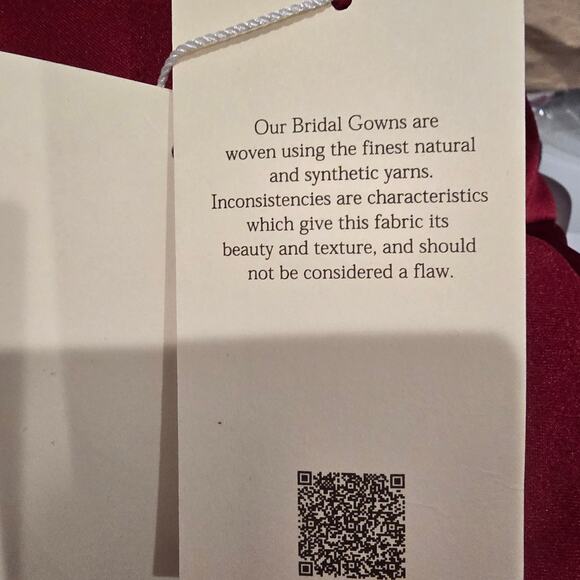 Our Bridal Gowns are
woven using the finest natural
and synthetic yarns.
Inconsistencies are characteristics
which give this fabric its
beauty and texture, and should
not be considered a flaw.